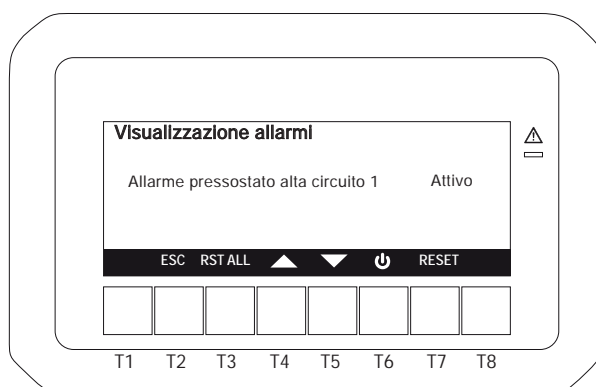 Visualizzazione allarmi
Allarme pressostato alta circuito 1 Attivo
ESC RST ALL RESET
T1 T2 T3 T4 T5 T6 T7 T8